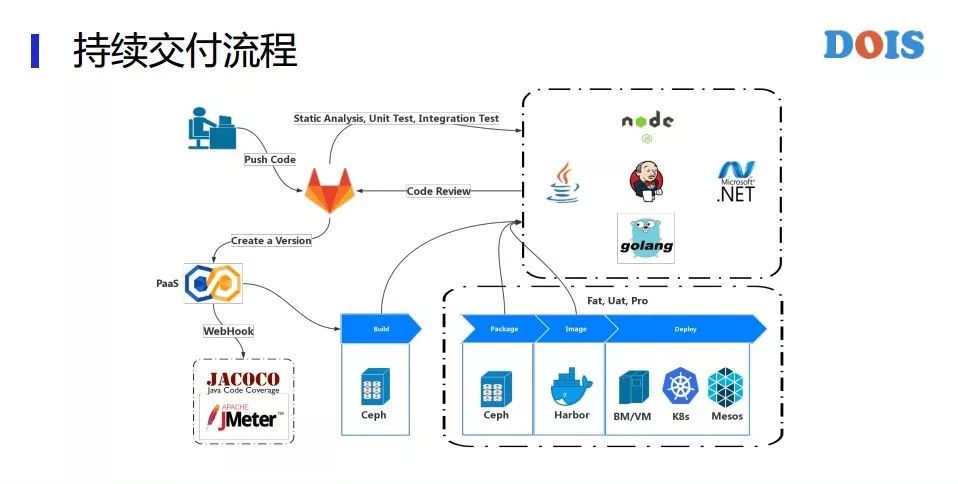 持续交付流程
DOIS
Static Analysis, Unit Test, Integration Test
Push Code
node
Java
Microsoft®
.NET
Code Review
golang
Create a Version
PaaS
Fat, Uat, Pro
WebHook
Build
Package
Image
Deploy
JACOCO
Java Code Coverage
APACHE
JMeter™
Ceph
Ceph
Harbor
BM/VM
K8s
Mesos